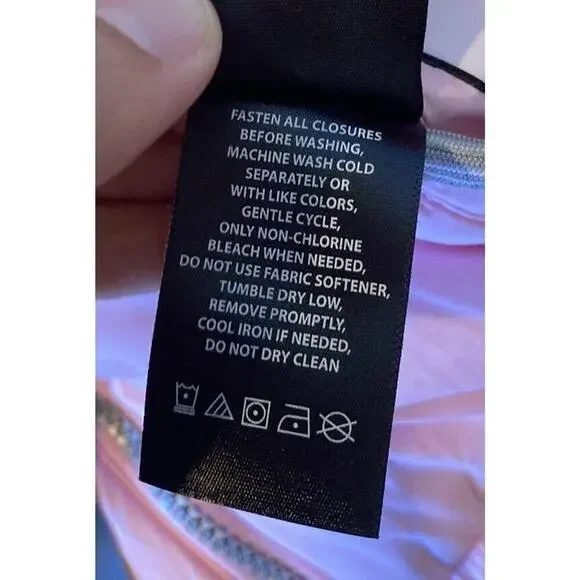 FASTEN ALL CLOSURES
BEFORE WASHING,
MACHINE WASH COLD
SEPARATELY OR
WITH LIKE COLORS,
GENTLE CYCLE,
ONLY NON-CHLORINE
BLEACH WHEN NEEDED,
DO NOT USE FABRIC SOFTENER,
TUMBLE DRY LOW,
REMOVE PROMPTLY,
COOL IRON IF NEEDED,
DO NOT DRY CLEAN